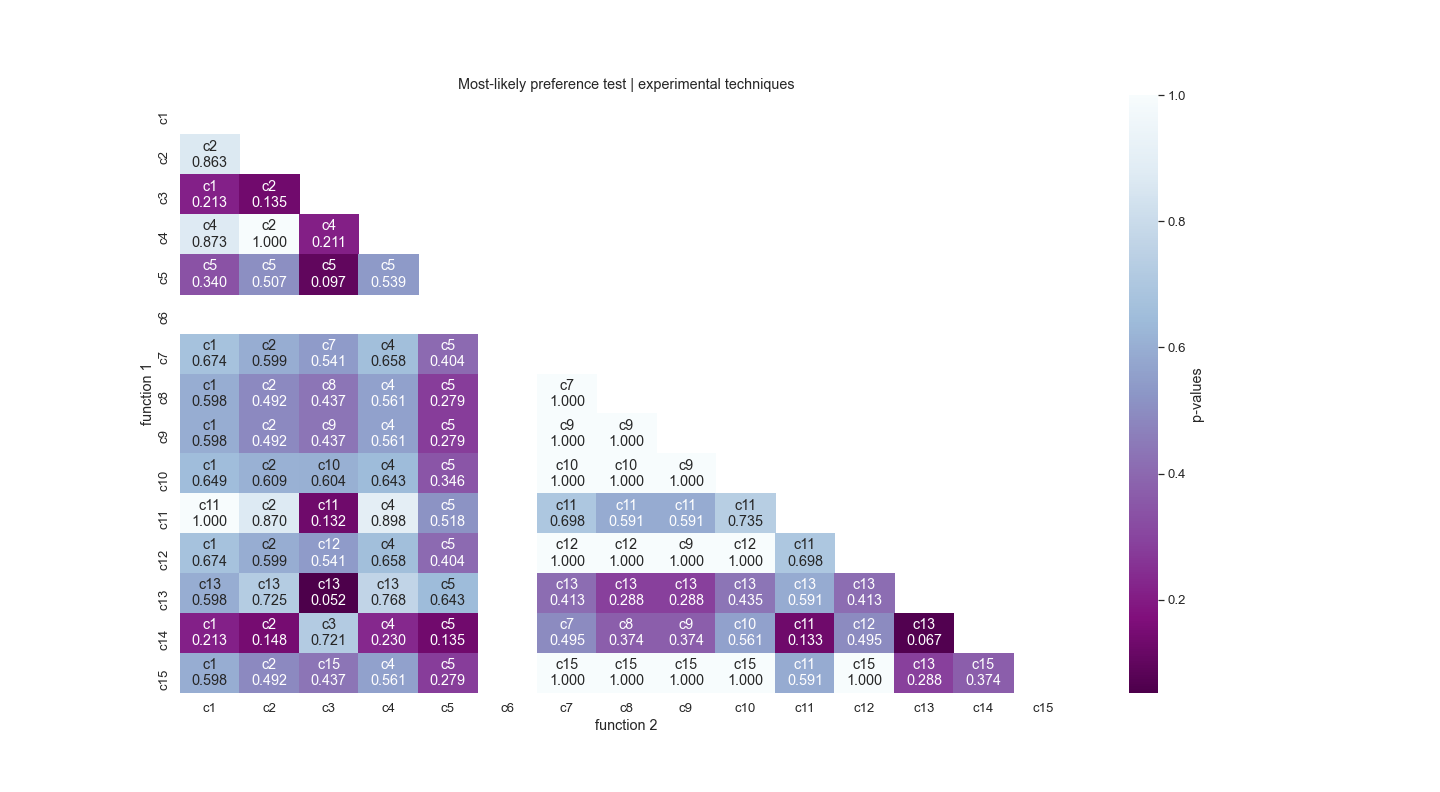 Most-likely preference test | experimental techniques
c1
c2
c2
0.863
c3
c1 c2
0.213 0.135
c4
c4 c2 c4
0.873 1.000 0.211
c5
c5 c5 c5 c5
0.340 0.507 0.097 0.539
c6
c7
c1 c2 c7 c4 c5
0.674 0.599 0.541 0.658 0.404
c8
c1 c2 c8 c4 c5 c7
0.598 0.492 0.437 0.561 0.279 1.000
c9
c1 c2 c9 c4 c5 c9 c9
0.598 0.492 0.437 0.561 0.279 1.000 1.000
c10
c1 c2 c10 c4 c5 c10 c10 c9
0.649 0.609 0.604 0.643 0.346 1.000 1.000 1.000
c11
c11 c2 c11 c4 c5 c11 c11 c11 c11
1.000 0.870 0.132 0.898 0.518 0.698 0.591 0.591 0.735
c12
c1 c2 c12 c4 c5 c12 c12 c9 c12 c11
0.674 0.599 0.541 0.658 0.404 1.000 1.000 1.000 1.000 0.698
c13
c13 c13 c13 c13 c5 c13 c13 c13 c13 c13 c13
0.598 0.725 0.052 0.768 0.643 0.413 0.288 0.288 0.435 0.591 0.413
c14
c1 c2 c3 c4 c5 c7 c8 c9 c10 c11 c12 c13
0.213 0.148 0.721 0.230 0.135 0.495 0.374 0.374 0.561 0.133 0.495 0.067
c15
c1 c2 c15 c4 c5 c15 c15 c15 c15 c11 c15 c13 c15
0.598 0.492 0.437 0.561 0.279 1.000 1.000 1.000 1.000 0.591 1.000 0.288 0.374
c1 c2 c3 c4 c5 c6 c7 c8 c9 c10 c11 c12 c13 c14 c15
function 2
function 1
1.0
0.8
0.6
0.4
0.2
p-values